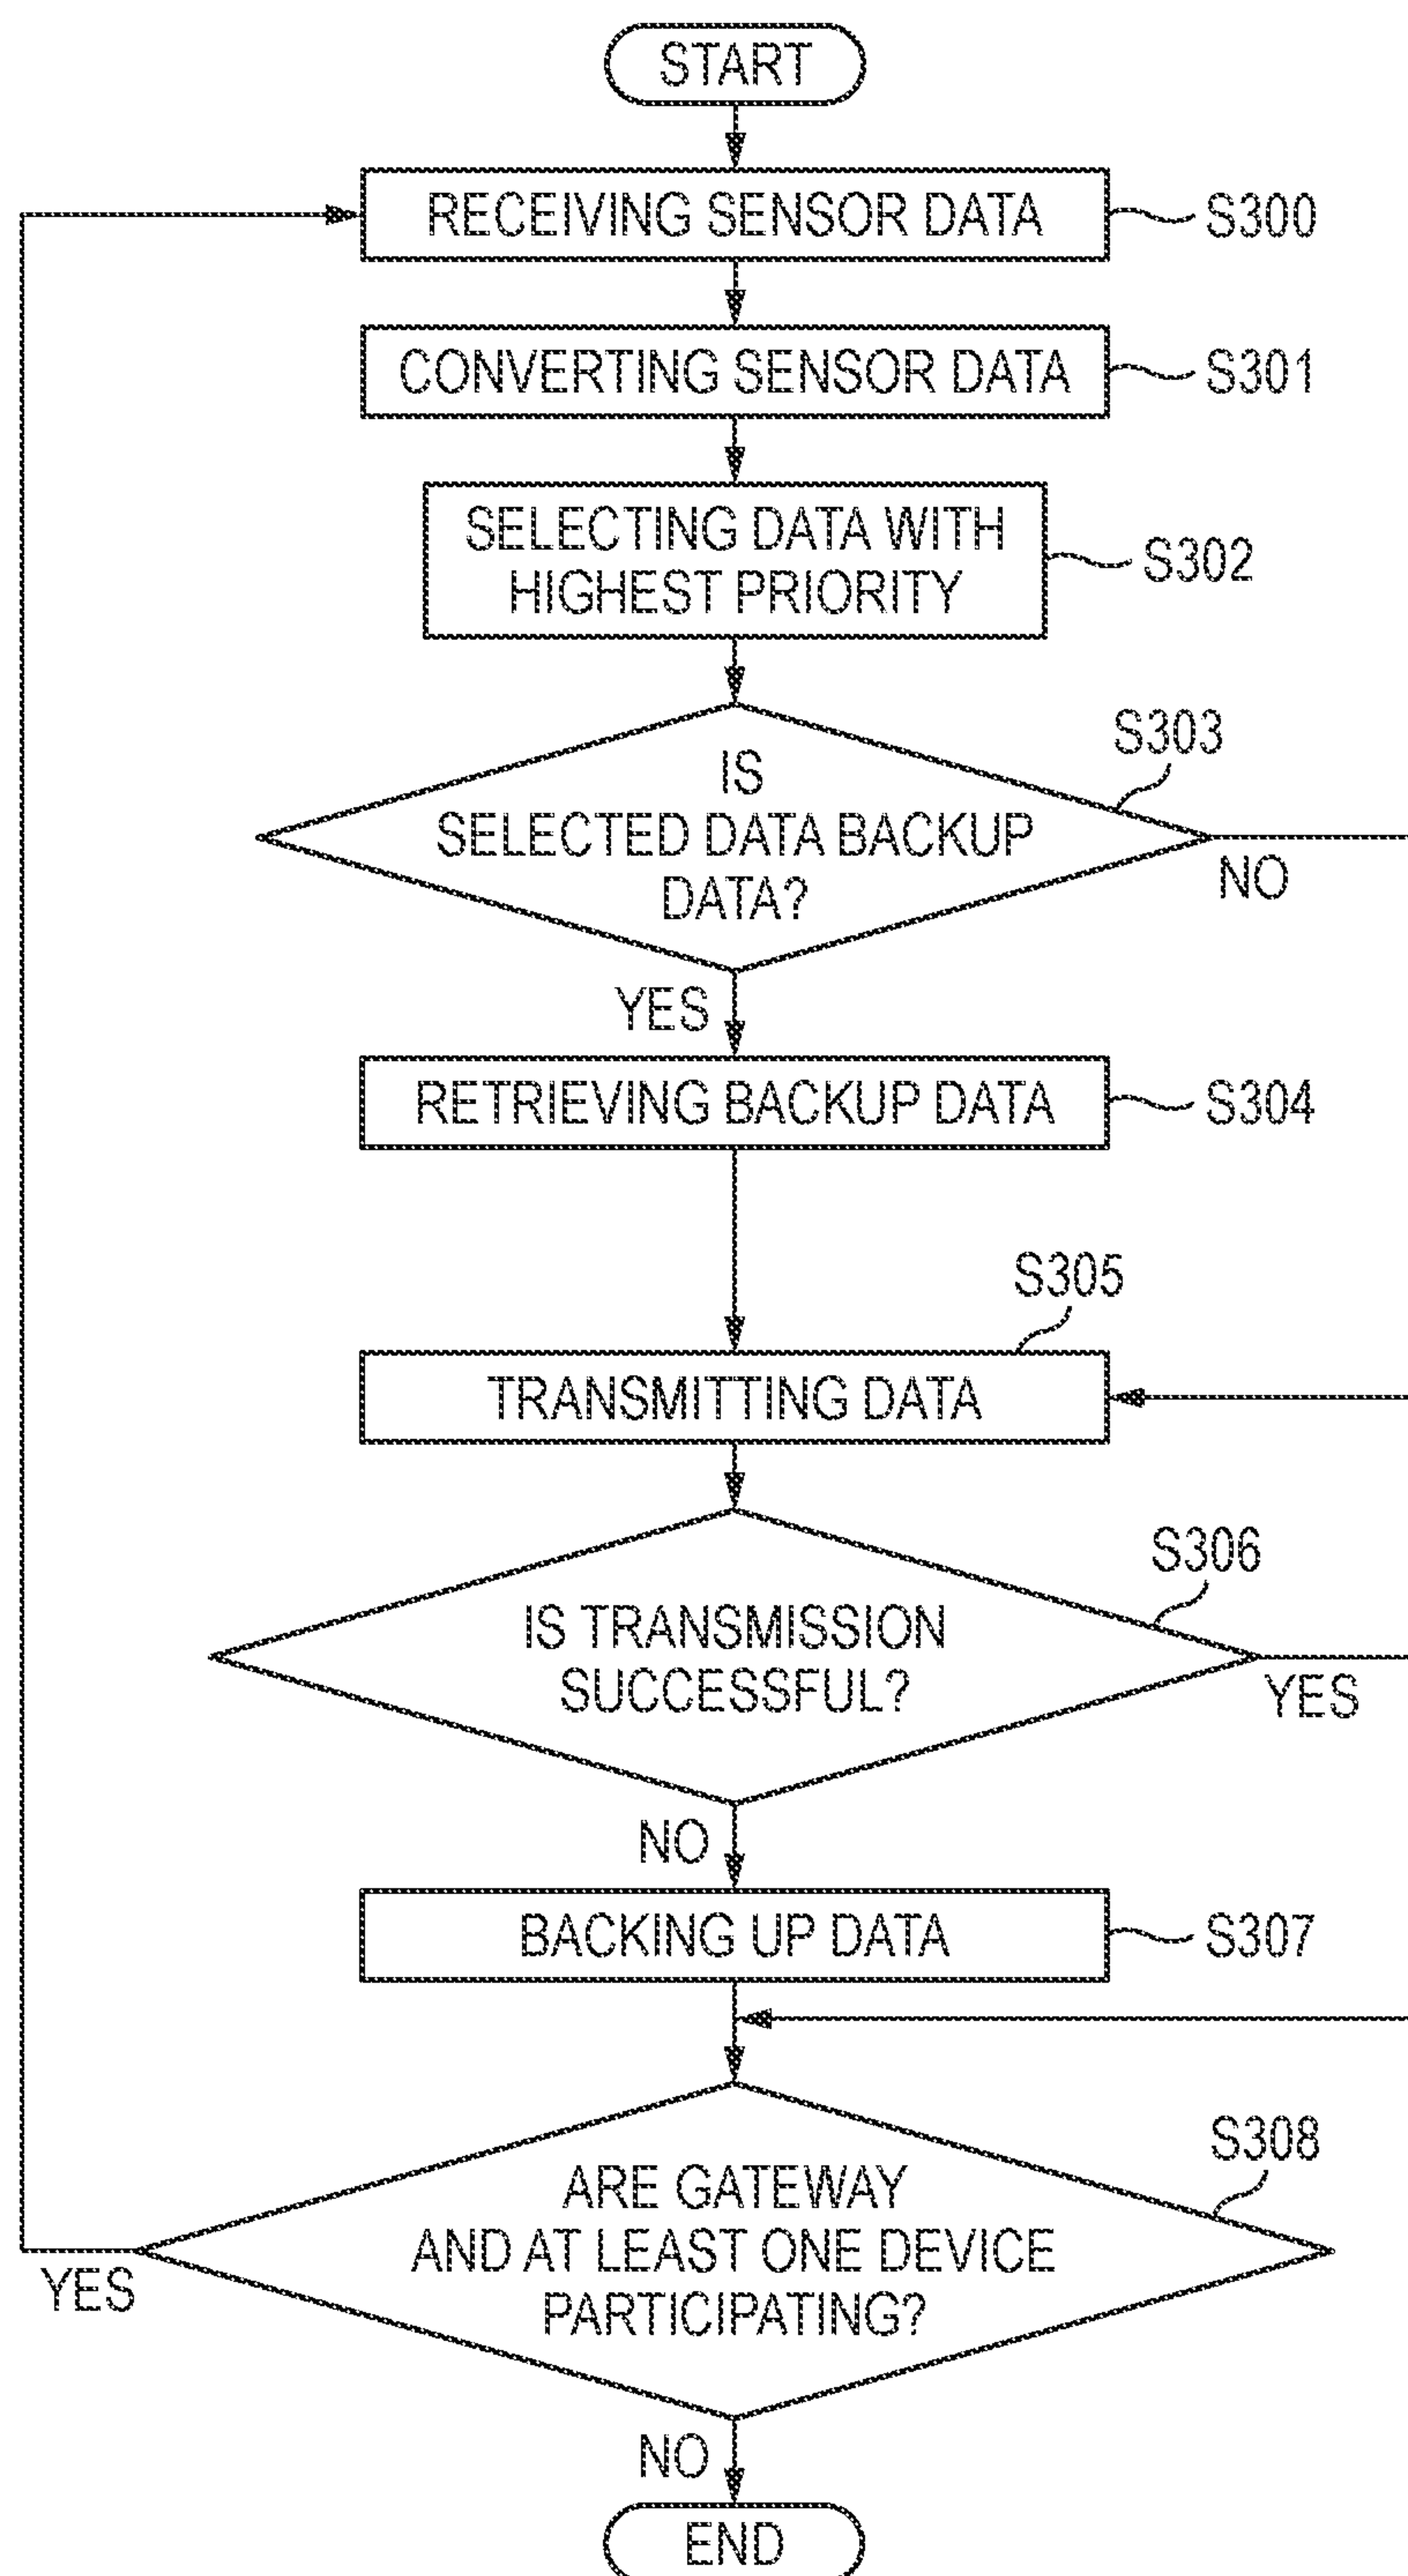 START
RECEIVING SENSOR DATA
S300
CONVERTING SENSOR DATA
S301
SELECTING DATA WITH
HIGHEST PRIORITY
S302
S303
IS
SELECTED DATA BACKUP
DATA?
NO
YES
RETRIEVING BACKUP DATA
S304
S305
TRANSMITTING DATA
S306
IS TRANSMISSION
SUCCESSFUL?
YES
NO
BACKING UP DATA
S307
S308
ARE GATEWAY
AND AT LEAST ONE DEVICE
PARTICIPATING?
YES
NO
END